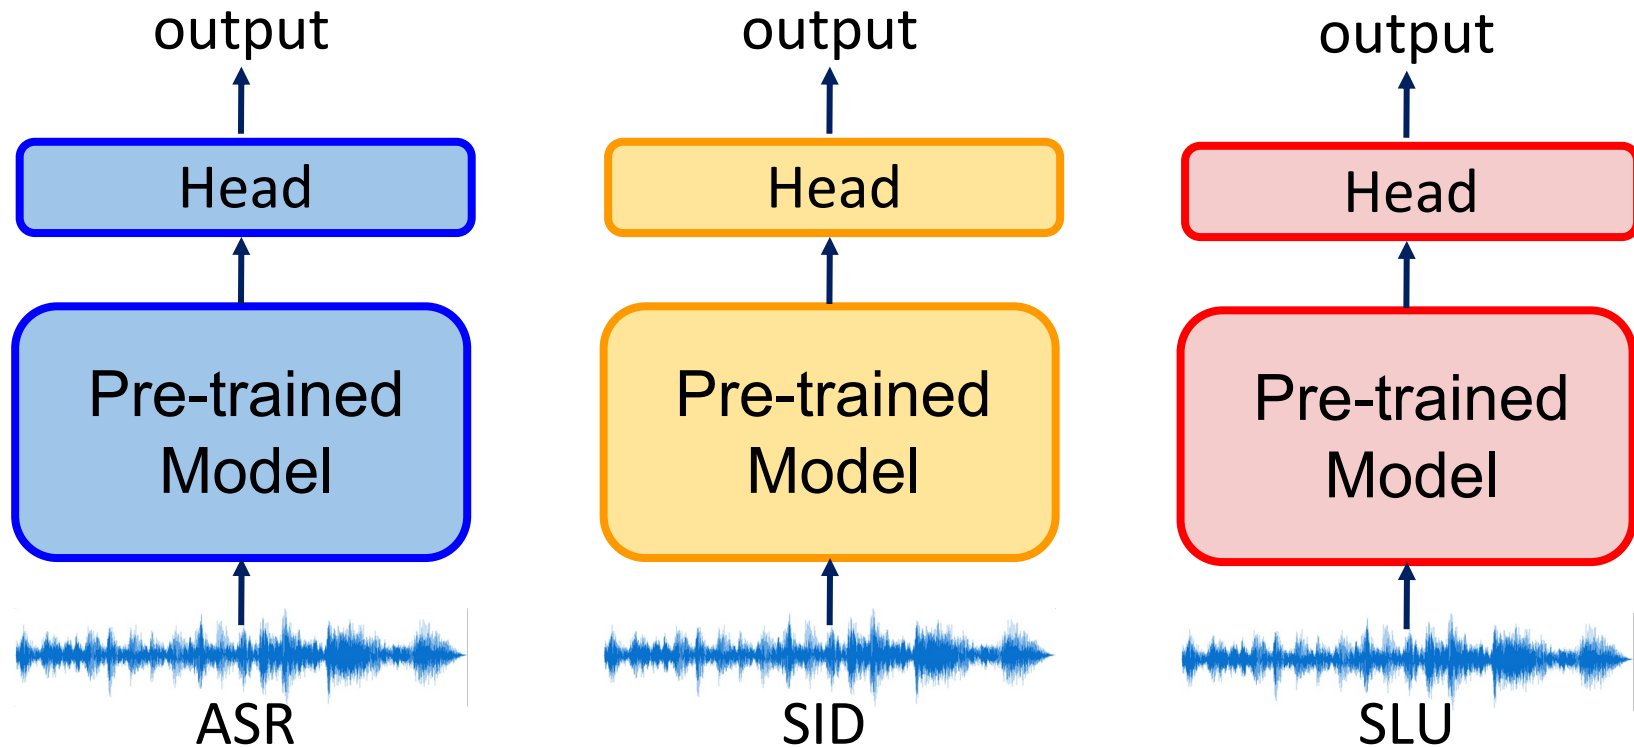 output
output
output
Head
Head
Head
Pre-trained
Model
Pre-trained
Model
Pre-trained
Model
ASR
SID
SLU